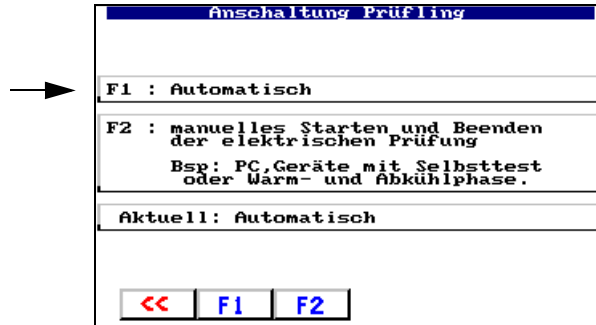 Anschaltung Prüfling
F1 : Automatisch
F2 : manuelles Starten und Beenden
der elektrischen Prüfung
Bsp: PC,Geräte mit Selbsttest
oder Warm- und Abkühlphase.
Aktuell: Automatisch
<< F1 F2